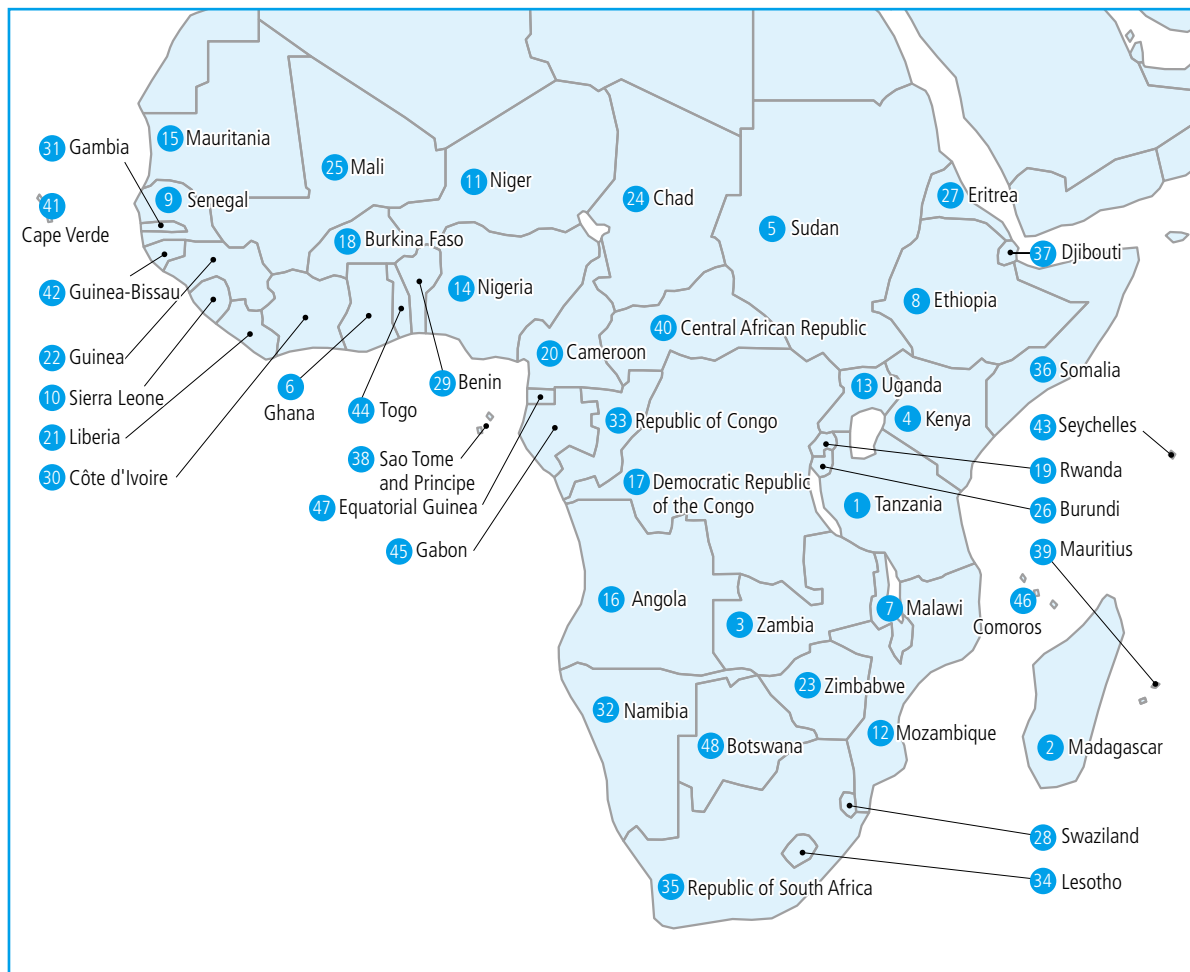 15 Mauritania
31 Gambia
25 Mali
11 Niger
24 Chad
27 Eritrea
9 Senegal
41
Cape Verde
18 Burkina Faso
5 Sudan
37 Djibouti
42 Guinea-Bissau
14 Nigeria
8 Ethiopia
40 Central African Republic
22 Guinea
20 Cameroon
36 Somalia
13 Uganda
10 Sierra Leone
6
Ghana
29 Benin
44 Togo
33 Republic of Congo
4 Kenya
43 Seychelles
21 Liberia
38 Sao Tome
and Principe
19 Rwanda
30 Côte d'Ivoire
17 Democratic Republic
of the Congo
1 Tanzania
47 Equatorial Guinea
26 Burundi
45 Gabon
39 Mauritius
16 Angola
7 Malawi
46
Comoros
3 Zambia
23 Zimbabwe
32 Namibia
12 Mozambique
48 Botswana
2 Madagascar
28 Swaziland
35 Republic of South Africa
34 Lesotho